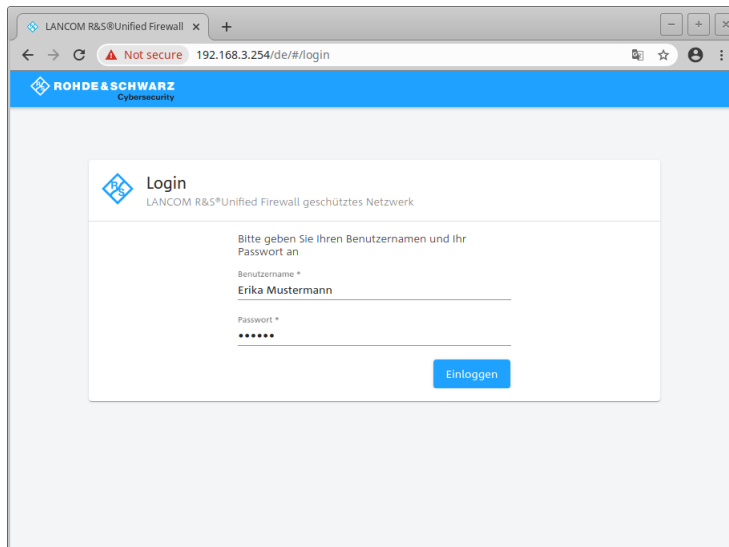 LANCOM R&S®Unified Firewall
Not secure 192.168.3.254/de/#/login
ROHDE&SCHWARZ
Cybersecurity
R S
Login
LANCOM R&S®Unified Firewall geschütztes Netzwerk
Bitte geben Sie Ihren Benutzernamen und Ihr
Passwort an
Benutzername *
Erika Mustermann
Passwort *
••••••
Einloggen